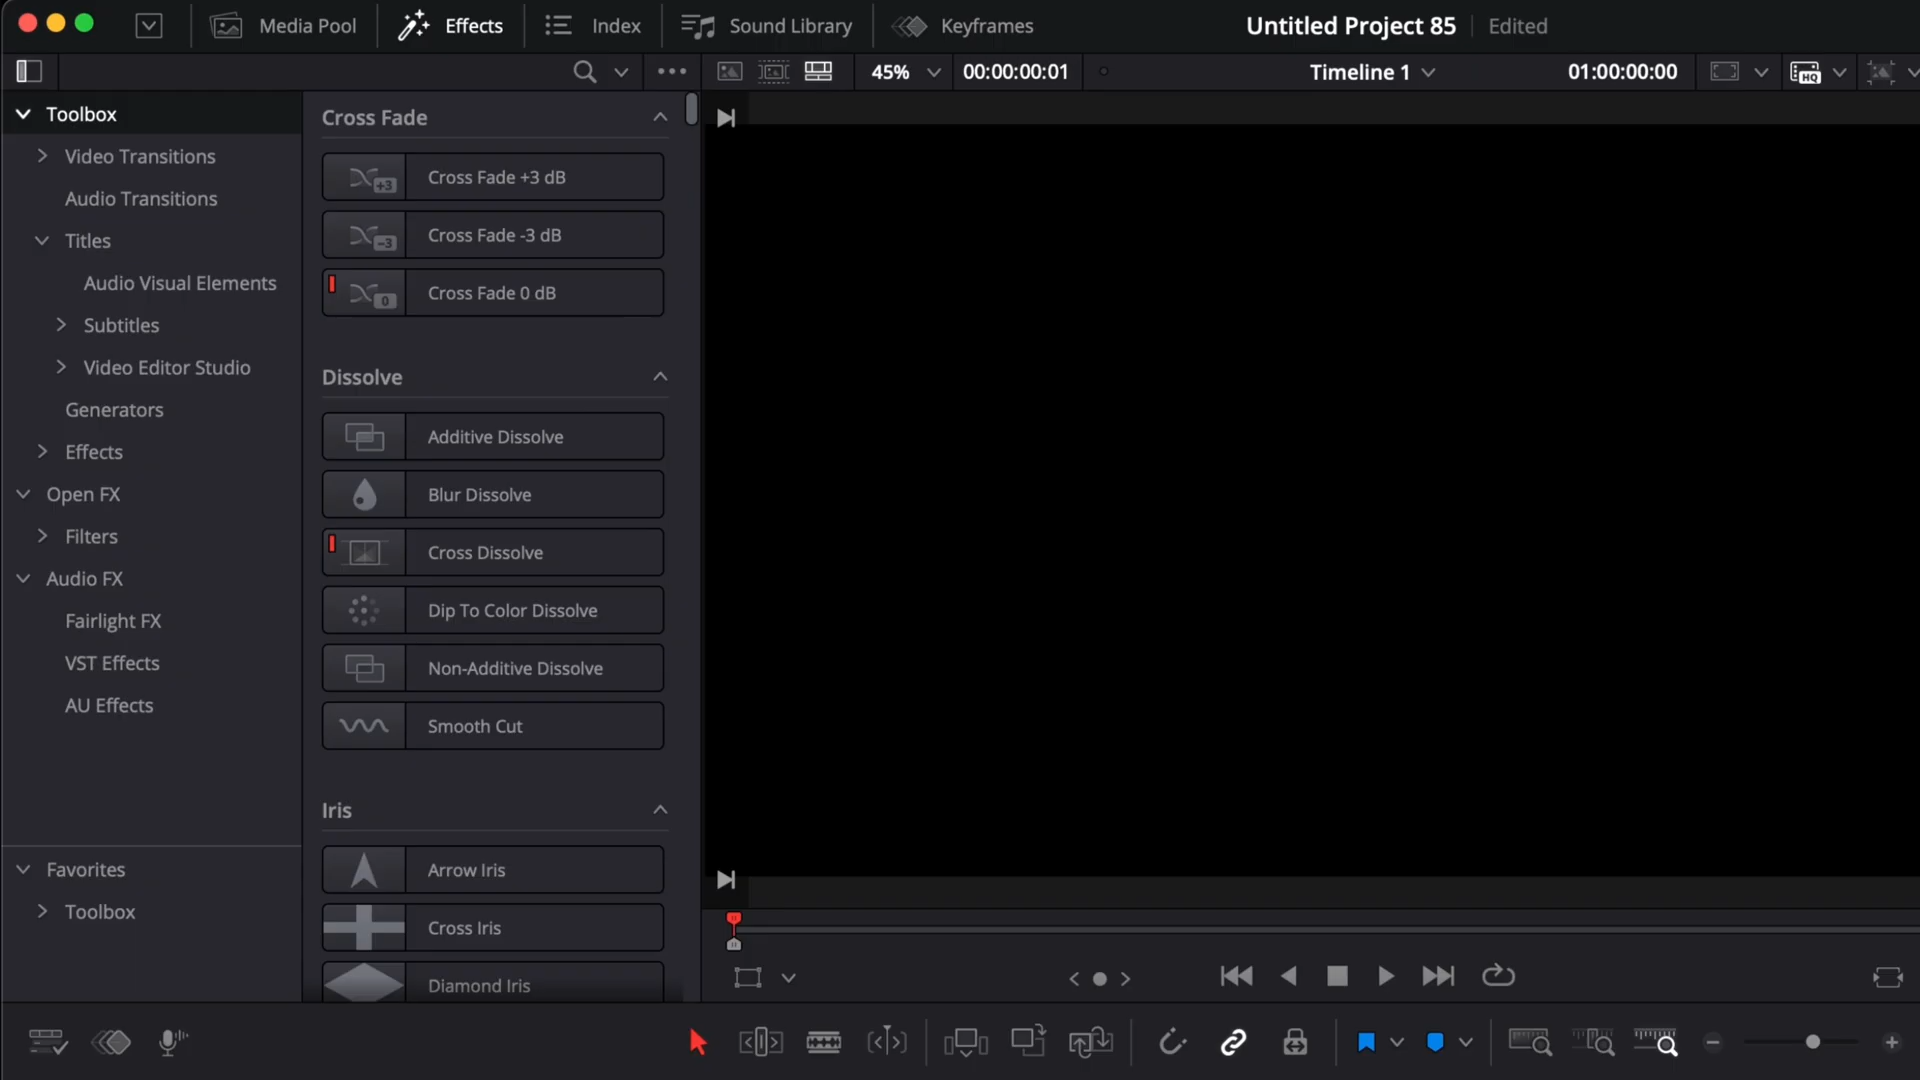 Media Pool
Effects
Index
Sound Library
Keyframes
Untitled Project 85
Edited
45%
00:00:00:01
Timeline 1
01:00:00:00
HQ
Toolbox
Video Transitions
Audio Transitions
Titles
Audio Visual Elements
Subtitles
Video Editor Studio
Generators
Effects
Open FX
Filters
Audio FX
Fairlight FX
VST Effects
AU Effects
Favorites
Toolbox
Cross Fade
+3
Cross Fade +3 dB
-3
Cross Fade -3 dB
0
Cross Fade 0 dB
Dissolve
Additive Dissolve
Blur Dissolve
Cross Dissolve
Dip To Color Dissolve
Non-Additive Dissolve
Smooth Cut
Iris
Arrow Iris
Cross Iris
Diamond Iris